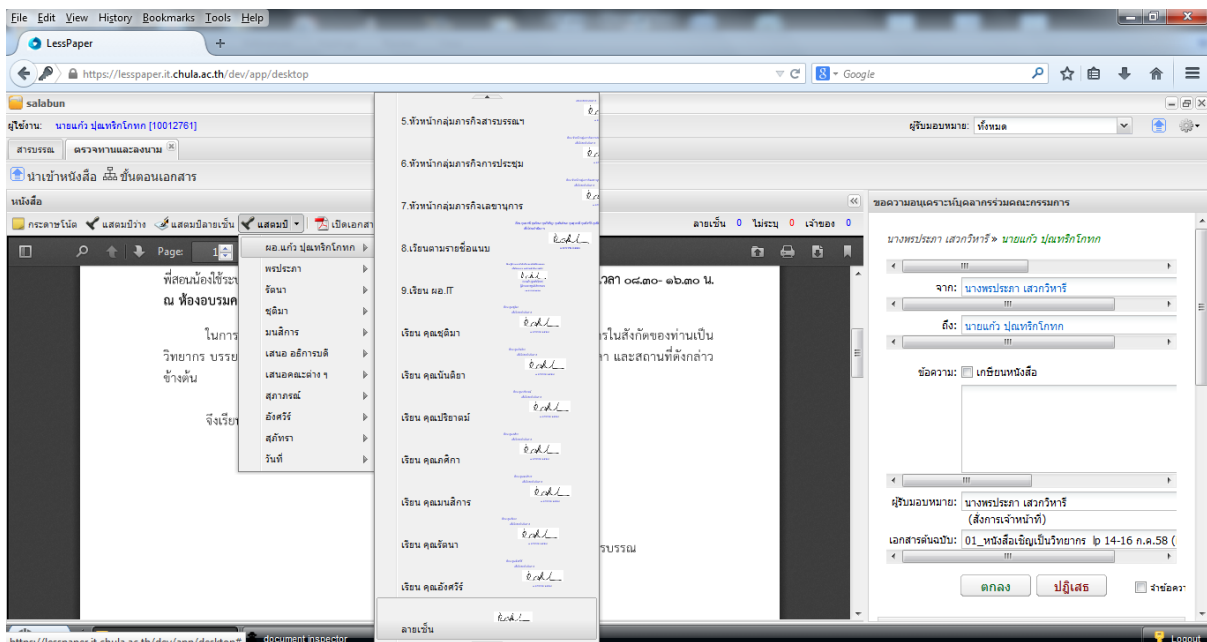 File Edit View History Bookmarks Tools Help
LessPaper
https://lesspaper.it.chula.ac.th/dev/app/desktop
Google
salabun
ผู้ใช้งาน: นายแก้ว ปุณฑริกโกทก [10012761]
ผู้รับมอบหมาย: ทั้งหมด
สารบรรณ ตรวจทานและลงนาม
นำเข้าหนังสือ ขั้นตอนเอกสาร
หนังสือ
กระดาษโน้ต แสตมป์ว่าง แสตมป์ลายเซ็น แสตมป์ เปิดเอกสา
ลายเซ็น 0 ไม่ระบุ 0 เจ้าของ 0
Page: 1
พี่สอนน้องใช้ระบ
วลา ๐๘.๓๐- ๑๖.๓๐ น.
ณ ห้องอบรมค
ในการ
รในสังกัดของท่านเป็น
วิทยากร บรรย
า และสถานที่ดังกล่าว
ข้างต้น
จึงเรีย
ารบรรณ
ผอ.แก้ว ปุณฑริกโกทก
พรประภา
รัตนา
ชุติมา
มนสิการ
เสนอ อธิการบดี
เสนอคณะต่าง ๆ
สุภาภรณ์
อังศวีร์
สุภัทรา
วันที่
5.หัวหน้ากลุ่มภารกิจสารบรรณฯ
6.หัวหน้ากลุ่มภารกิจการประชุม
7.หัวหน้ากลุ่มภารกิจเลขานุการ
8.เวียนตามรายชื่อแนบ
9.เรียน ผอ.IT
เรียน คุณชุติมา
เรียน คุณนันติยา
เรียน คุณปริยาตม์
เรียน คุณภศิกา
เรียน คุณมนสิการ
เรียน คุณรัตนา
เรียน คุณอังศวีร์
ลายเซ็น
ขอความอนุเคราะห์บุคลากรร่วมคณะกรรมการ
นางพรประภา เสวกวิหารี » นายแก้ว ปุณฑริกโกทก
จาก: นางพรประภา เสวกวิหารี
ถึง: นายแก้ว ปุณฑริกโกทก
ข้อความ: เกษียนหนังสือ
ผู้รับมอบหมาย: นางพรประภา เสวกวิหารี
(สั่งการเจ้าหน้าที่)
เอกสารต้นฉบับ: 01_หนังสือเชิญเป็นวิทยากร lp 14-16 ก.ค.58 (
ตกลง ปฏิเสธ จำข้อคว
https://lesspaper.it.chula.ac.th/dev/app/desktop#
document inspector
Logout